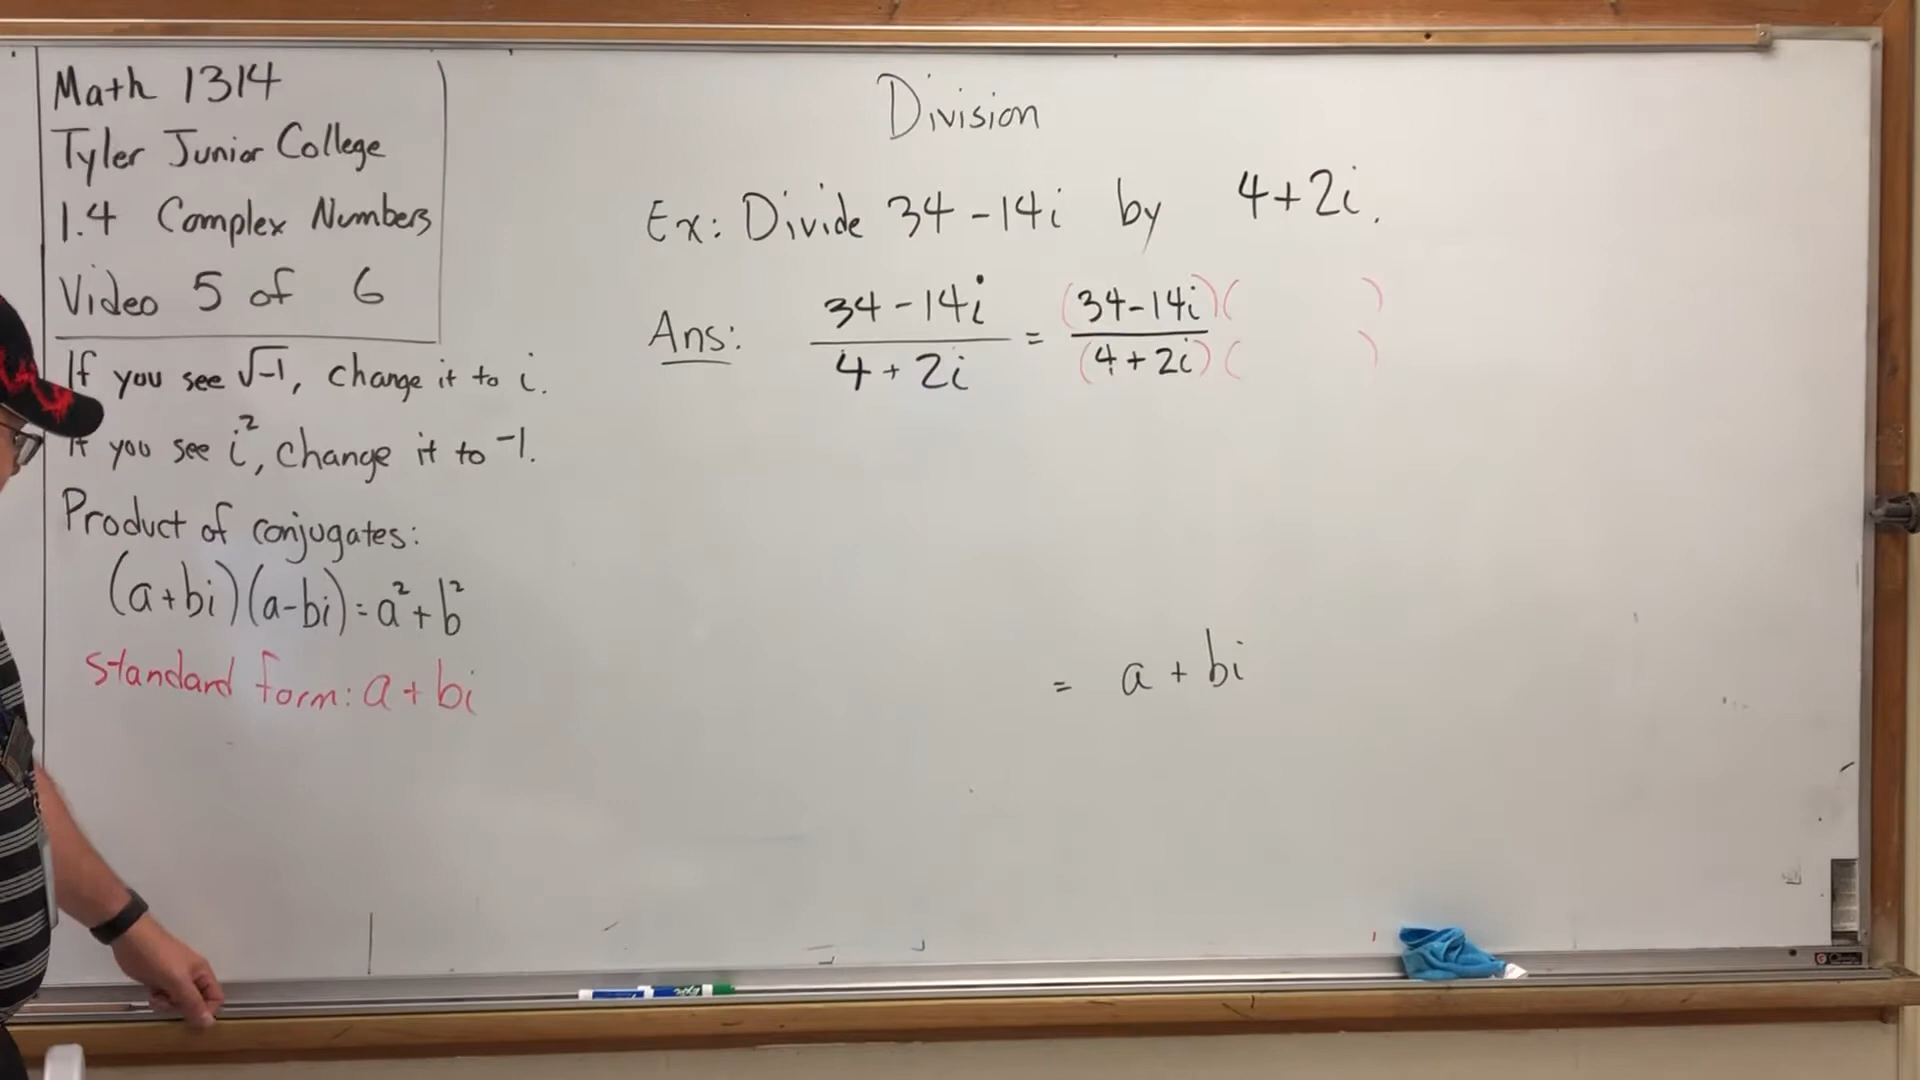 Math 1314
Tyler Junior College
1.4 Complex Numbers
Video 5 of 6
If you see √-1, change it to i.
If you see i², change it to -1.
Product of conjugates:
(a+bi)(a-bi)=a²+b²
standard form: a+bi
Division
Ex: Divide 34-14i by 4+2i.
Ans: (34-14i)/(4+2i) = (34-14i)( )/(4+2i)( )
= a + bi